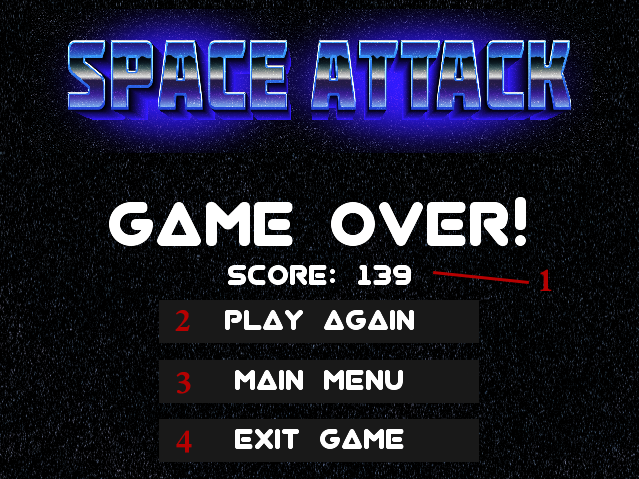 SPACE ATTACK
GAME OVER!
SCORE: 139 1
2 PLAY AGAIN
3 MAIN MENU
4 EXIT GAME